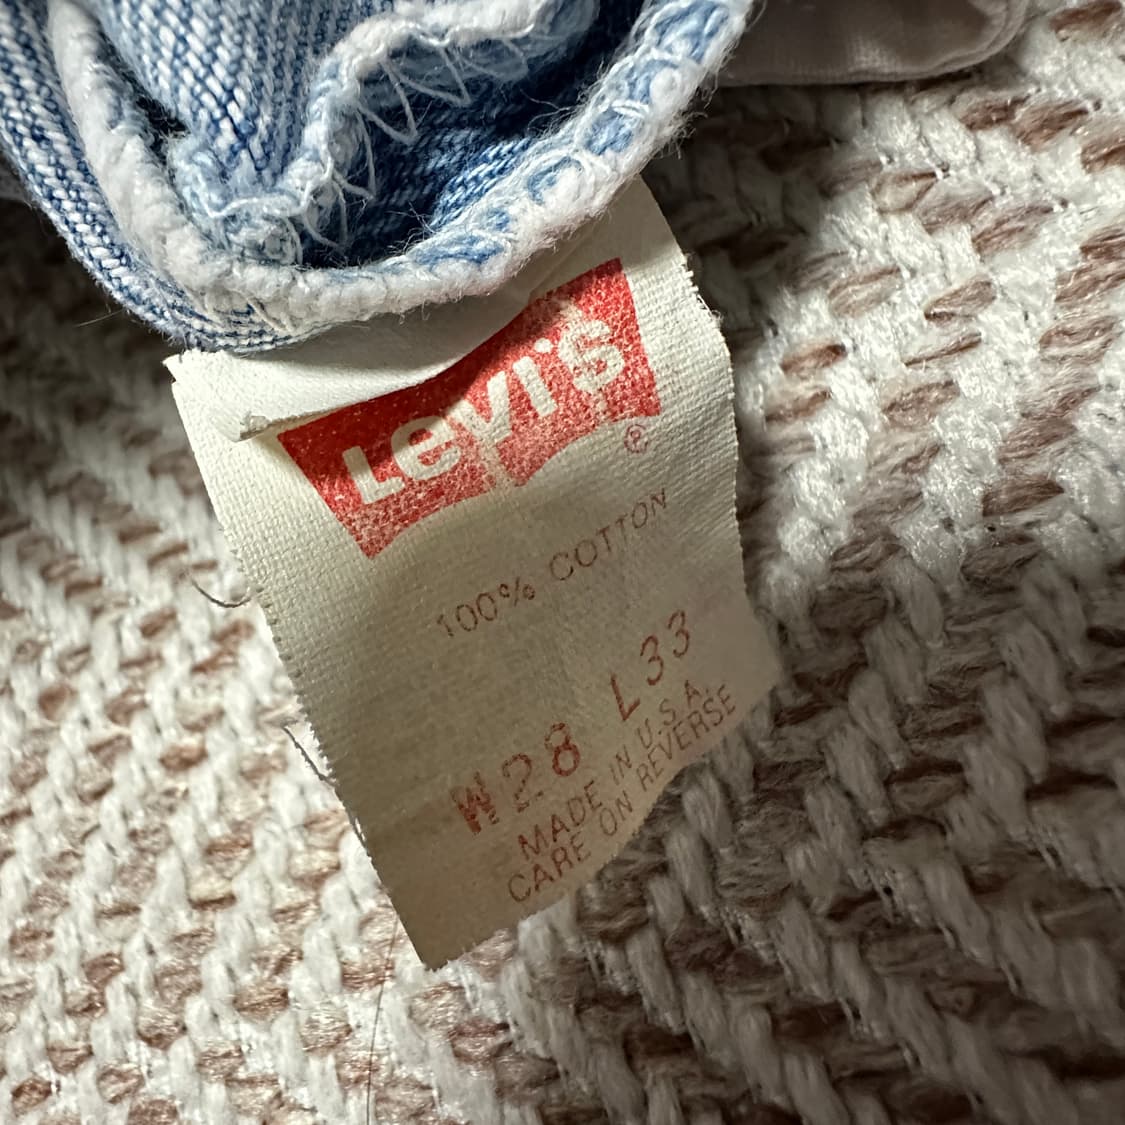 Levi's
®
100% COTTON
W28 L33
MADE IN U.S.A.
CARE ON REVERSE